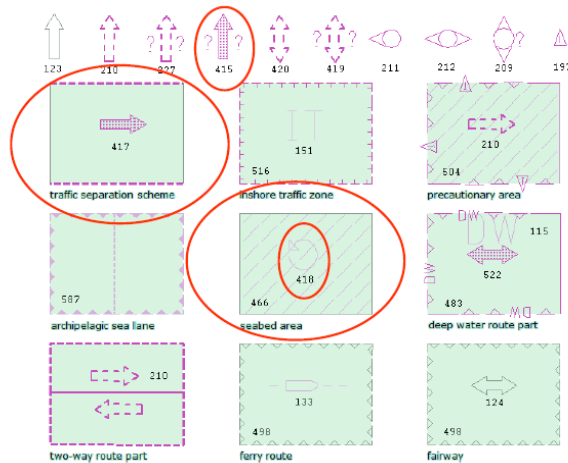 ? ? ? ? ? ?
123 210 227 415 420 419 211 212 209 197
417
151
516
210
504
traffic separation scheme inshore traffic zone precautionary area
IT
DW
DW 115
587
418
466
522
DW
483
DW
archipelagic sea lane seabed area deep water route part
210
133
498
124
498
two-way route part ferry route fairway